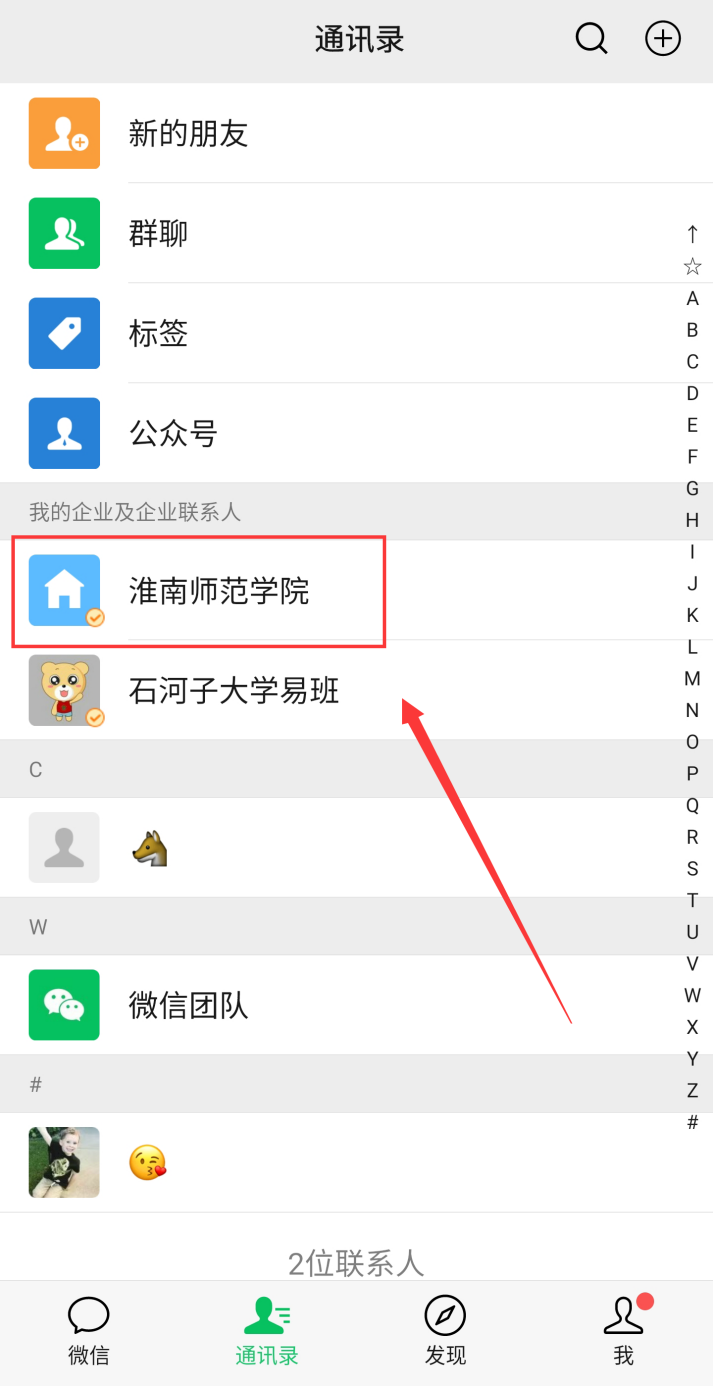 通讯录
新的朋友
群聊
标签
公众号
我的企业及企业联系人
淮南师范学院
石河子大学易班
C
W
微信团队
#
2位联系人
↑
☆
A
B
C
D
E
F
G
H
I
J
K
L
M
N
O
P
Q
R
S
T
U
V
W
X
Y
Z
#
微信
通讯录
发现
我